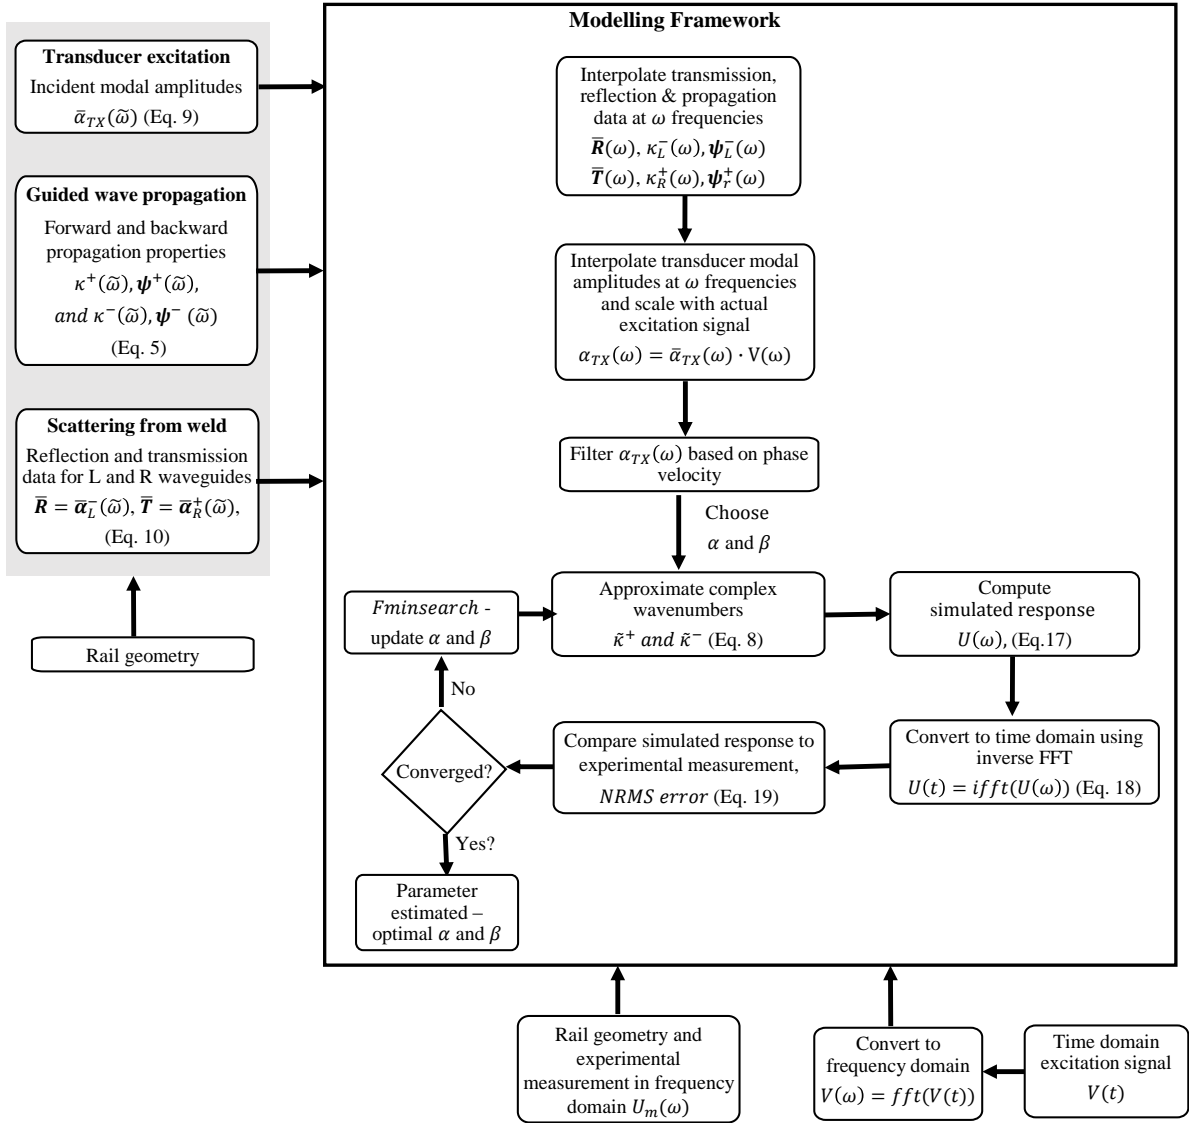 Modelling Framework
Transducer excitation
Incident modal amplitudes
ᾱ_TX(ω̃) (Eq. 9)
Guided wave propagation
Forward and backward
propagation properties
κ⁺(ω̃), ψ⁺(ω̃),
and κ⁻(ω̃), ψ⁻ (ω̃)
(Eq. 5)
Scattering from weld
Reflection and transmission
data for L and R waveguides
R̄ = ᾱ_L^-(ω̃), T̄ = ᾱ_R^+(ω̃),
(Eq. 10)
Rail geometry
Interpolate transmission,
reflection & propagation
data at ω frequencies
R̄(ω), κ_L^-(ω), ψ_L^-(ω)
T̄(ω), κ_R^+(ω), ψ_r^+(ω)
Interpolate transducer modal
amplitudes at ω frequencies
and scale with actual
excitation signal
α_TX(ω) = ᾱ_TX(ω) · V(ω)
Filter α_TX(ω) based on phase
velocity
Choose
α and β
Approximate complex
wavenumbers
κ̃⁺ and κ̃⁻ (Eq. 8)
Compute
simulated response
U(ω), (Eq.17)
Convert to time domain using
inverse FFT
U(t) = ifft(U(ω)) (Eq. 18)
Compare simulated response to
experimental measurement,
NRMS error (Eq. 19)
Converged?
No
Fminsearch -
update α and β
Yes?
Parameter
estimated –
optimal α and β
Rail geometry and
experimental
measurement in frequency
domain U_m(ω)
Convert to
frequency domain
V(ω) = fft(V(t))
Time domain
excitation signal
V(t)